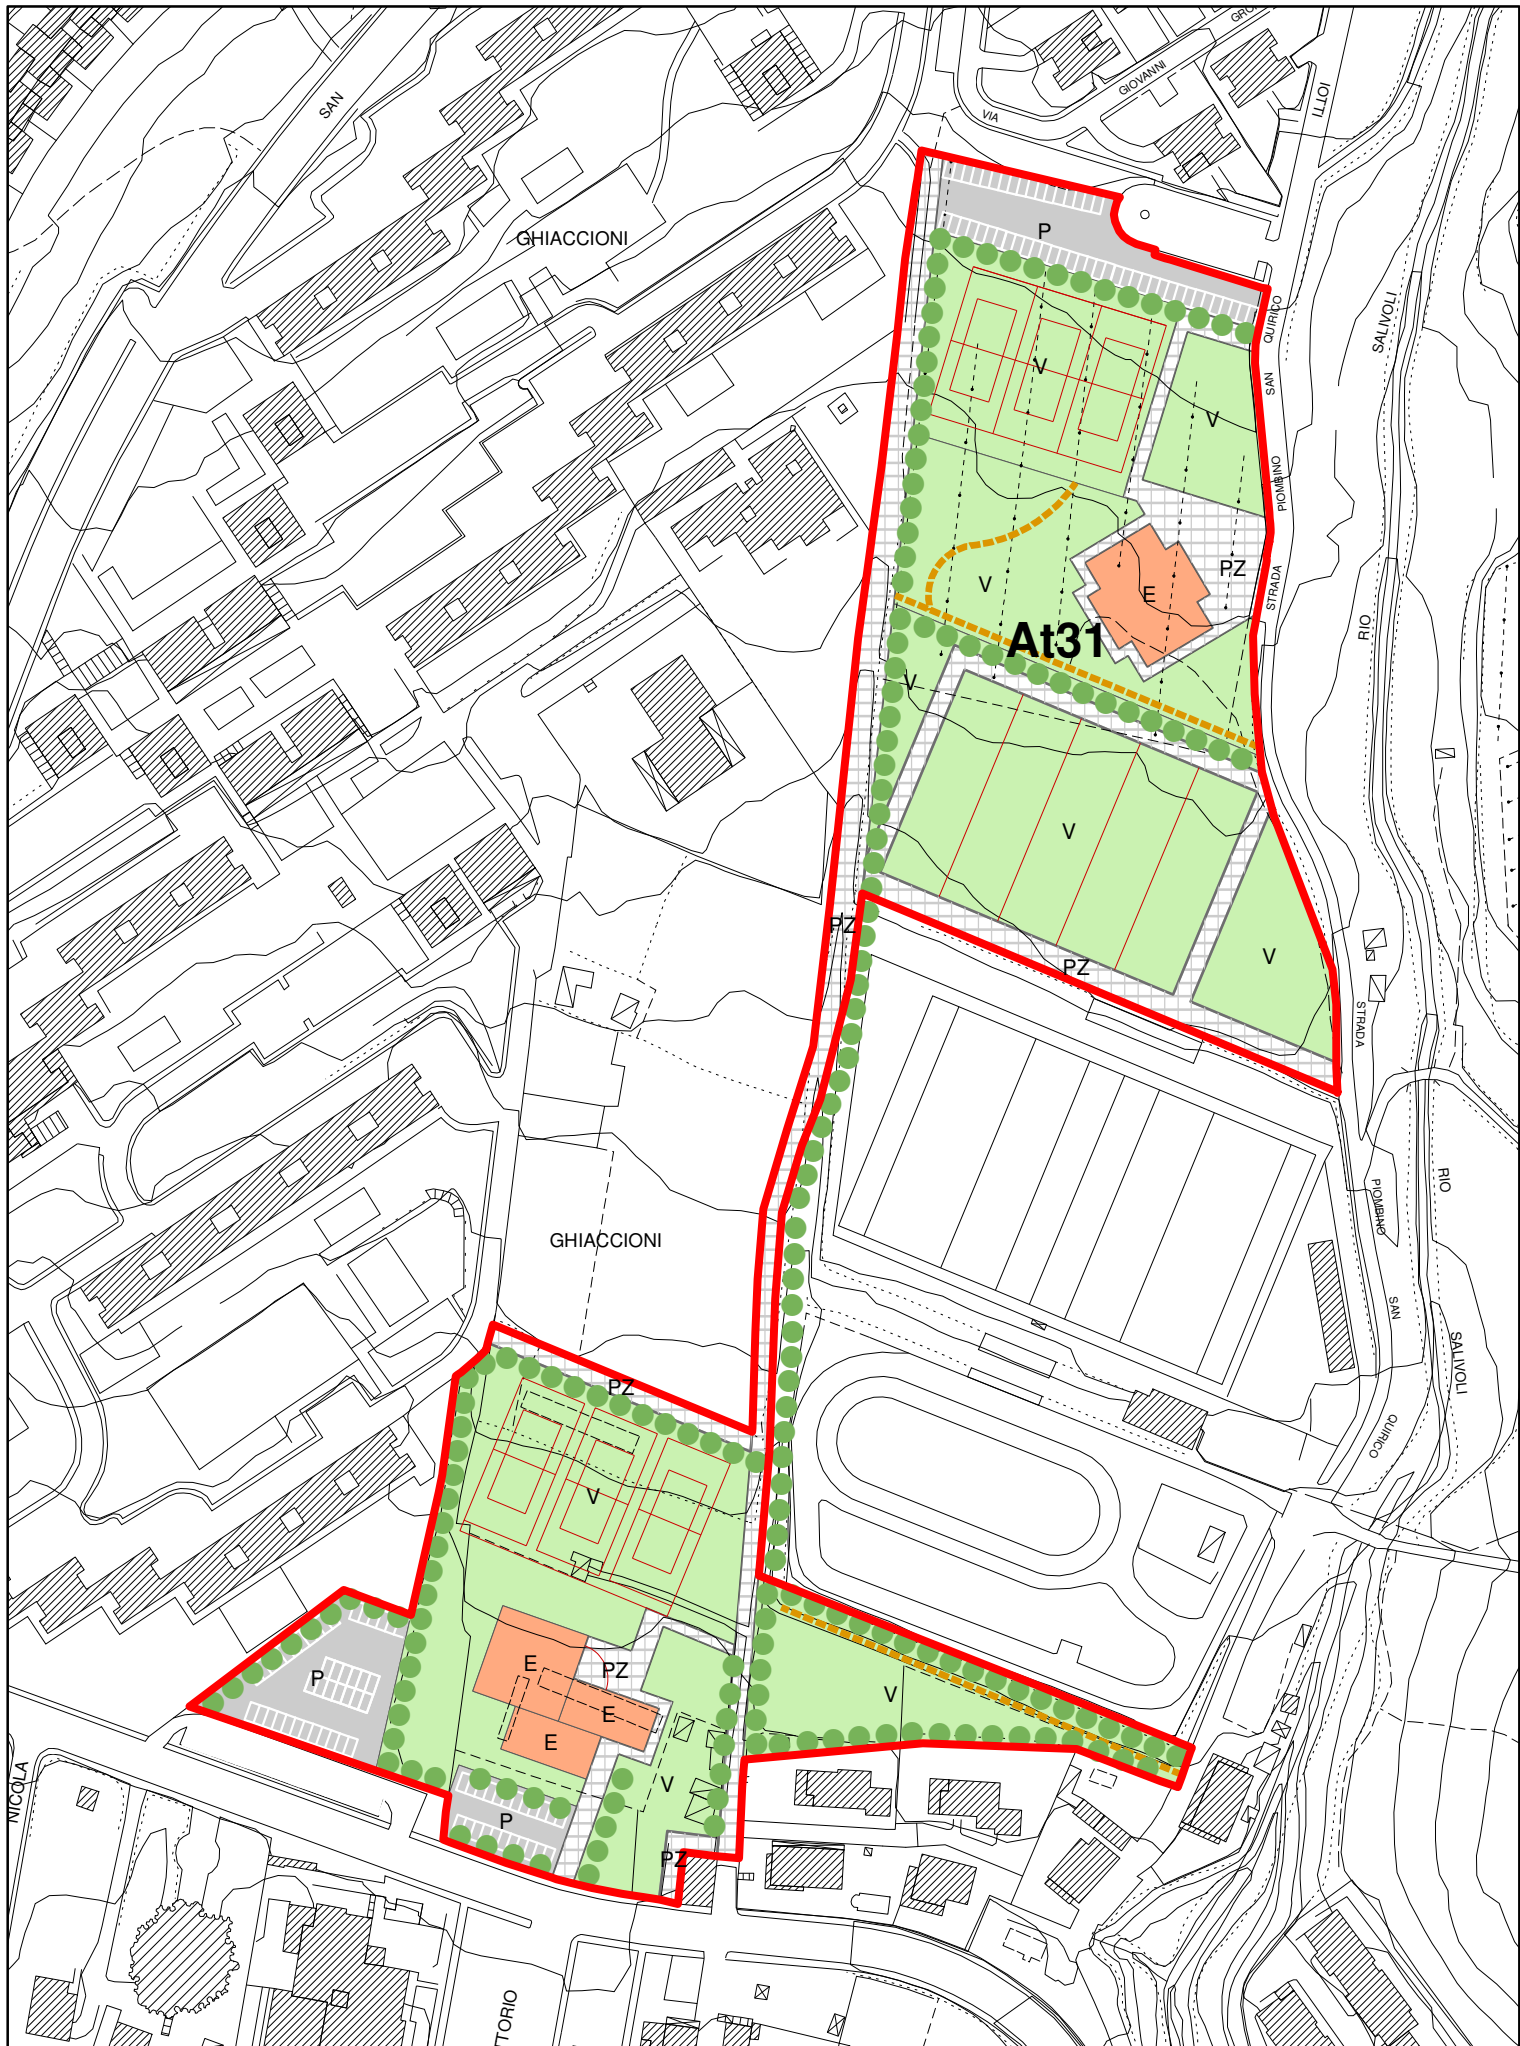 GIOVANNI
SAN
VIA
IOTTI
GHIACCIONI
P
QUIRICO
SALIVOLI
V
SAN
V
PIOMBINO
PZ
V
E
STRADA
At31
RIO
V
V
PZ
V
PZ
STRADA
RIO
PIOMBINO
GHIACCIONI
SAN
SALIVOLI
PZ
QUIRICO
V
E
PZ
P
V
E
E
NICOLA
V
P
PZ
TTORIO